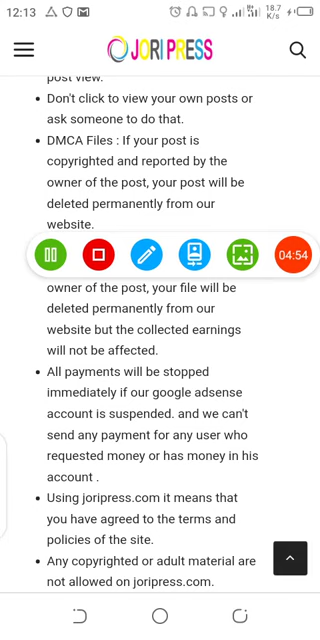 12:13
18.7
K/s
JORI PRESS
post view.
Don't click to view your own posts or
ask someone to do that.
DMCA Files : If your post is
copyrighted and reported by the
owner of the post, your post will be
deleted permanently from our
website.
04:54
owner of the post, your file will be
deleted permanently from our
website but the collected earnings
will not be affected.
All payments will be stopped
immediately if our google adsense
account is suspended. and we can't
send any payment for any user who
requested money or has money in his
account .
Using joripress.com it means that
you have agreed to the terms and
policies of the site.
Any copyrighted or adult material are
not allowed on joripress.com.